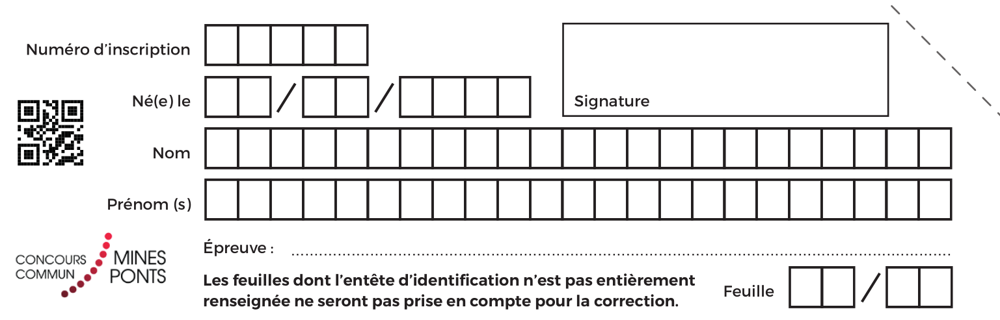 Numéro d'inscription
Né(e) le / /
Signature
Nom
Prénom (s)
CONCOURS COMMUN MINES PONTS
Épreuve :
Les feuilles dont l'entête d'identification n'est pas entièrement
renseignée ne seront pas prise en compte pour la correction.
Feuille /